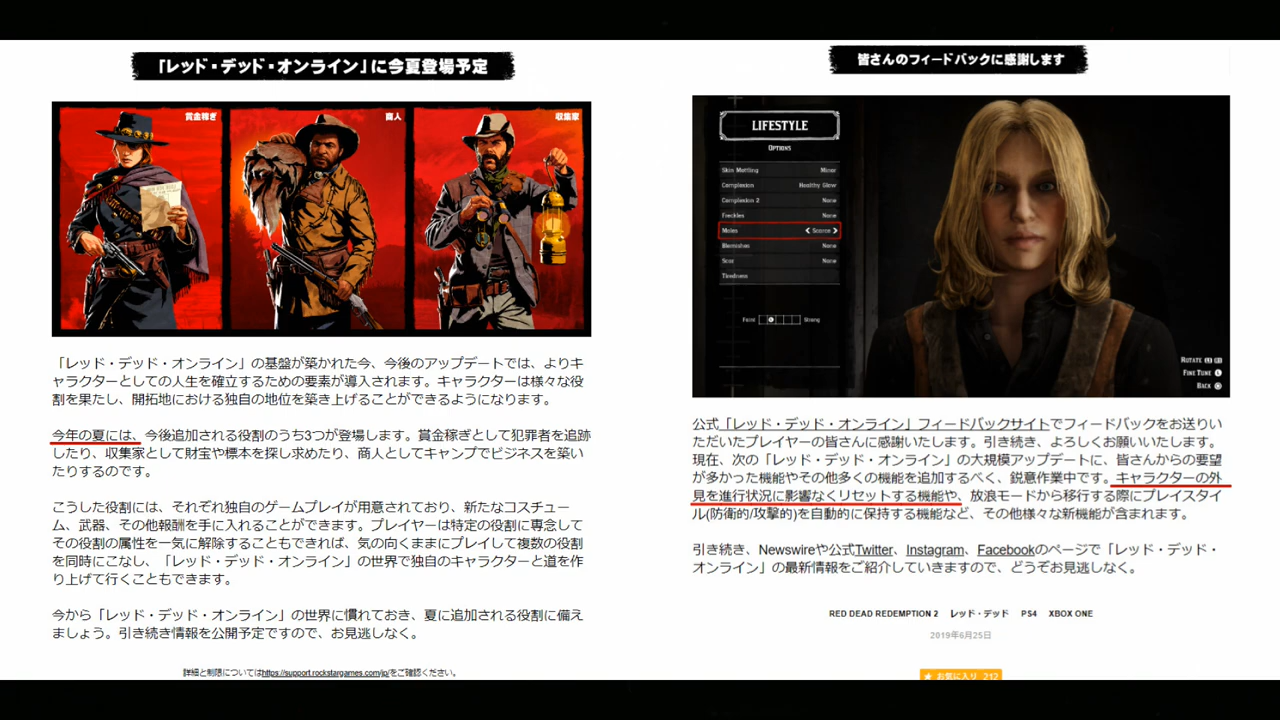 「レッド・デッド・オンライン」に今夏登場予定
賞金稼ぎ
商人
収集家
「レッド・デッド・オンライン」の基盤が築かれた今、今後のアップデートでは、よりキ
ャラクターとしての人生を確立するための要素が導入されます。キャラクターは様々な役
割を果たし、開拓地における独自の地位を築き上げることができるようになります。
今年の夏には、今後追加される役割のうち3つが登場します。賞金稼ぎとして犯罪者を追跡
したり、収集家として財宝や標本を探し求めたり、商人としてキャンプでビジネスを築い
たりするのです。
こうした役割には、それぞれ独自のゲームプレイが用意されており、新たなコスチュー
ム、武器、その他報酬を手に入れることができます。プレイヤーは特定の役割に専念して
その役割の属性を一気に解除することもできれば、気の向くままにプレイして複数の役割
を同時にこなし、「レッド・デッド・オンライン」の世界で独自のキャラクターと道を作
り上げて行くこともできます。
今から「レッド・デッド・オンライン」の世界に慣れておき、夏に追加される役割に備え
ましょう。引き続き情報を公開予定ですので、お見逃しなく。
詳細と制限についてはhttps://support.rockstargames.com/jp/をご確認ください。
皆さんのフィードバックに感謝します
LIFESTYLE
OPTIONS
Skin Mottling Minor
Complexion Healthy Glow
Complexion 2 None
Freckles None
Moles Scarce
Blemishes None
Scar None
Tiredness
Faint Strong
ROTATE L1 R1
FINE TUNE L
BACK
公式「レッド・デッド・オンライン」フィードバックサイトでフィードバックをお送りい
ただいたプレイヤーの皆さんに感謝いたします。引き続き、よろしくお願いいたします。
現在、次の「レッド・デッド・オンライン」の大規模アップデートに、皆さんからの要望
が多かった機能やその他多くの機能を追加するべく、鋭意作業中です。キャラクターの外
見を進行状況に影響なくリセットする機能や、放浪モードから移行する際にプレイスタイ
ル(防衛的/攻撃的)を自動的に保持する機能など、その他様々な新機能が含まれます。
引き続き、Newswireや公式Twitter、Instagram、Facebookのページで「レッド・デッド・
オンライン」の最新情報をご紹介していきますので、どうぞお見逃しなく。
RED DEAD REDEMPTION 2 レッド・デッド PS4 XBOX ONE
2019年6月25日
★ お気に入り 212